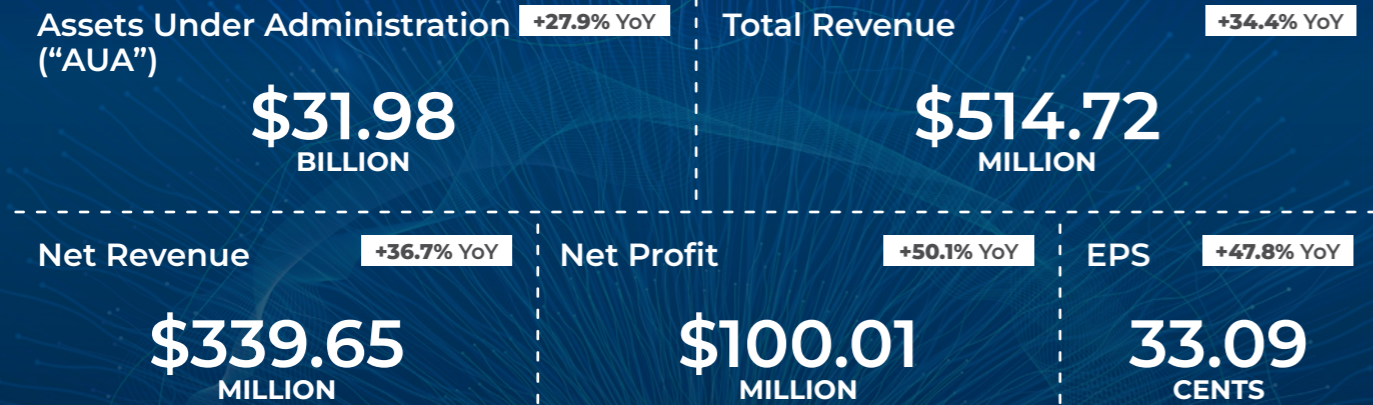 Assets Under Administration +27.9% YoY
(“AUA”)
$31.98
BILLION
Total Revenue +34.4% YoY
$514.72
MILLION
Net Revenue +36.7% YoY
$339.65
MILLION
Net Profit +50.1% YoY
$100.01
MILLION
EPS +47.8% YoY
33.09
CENTS